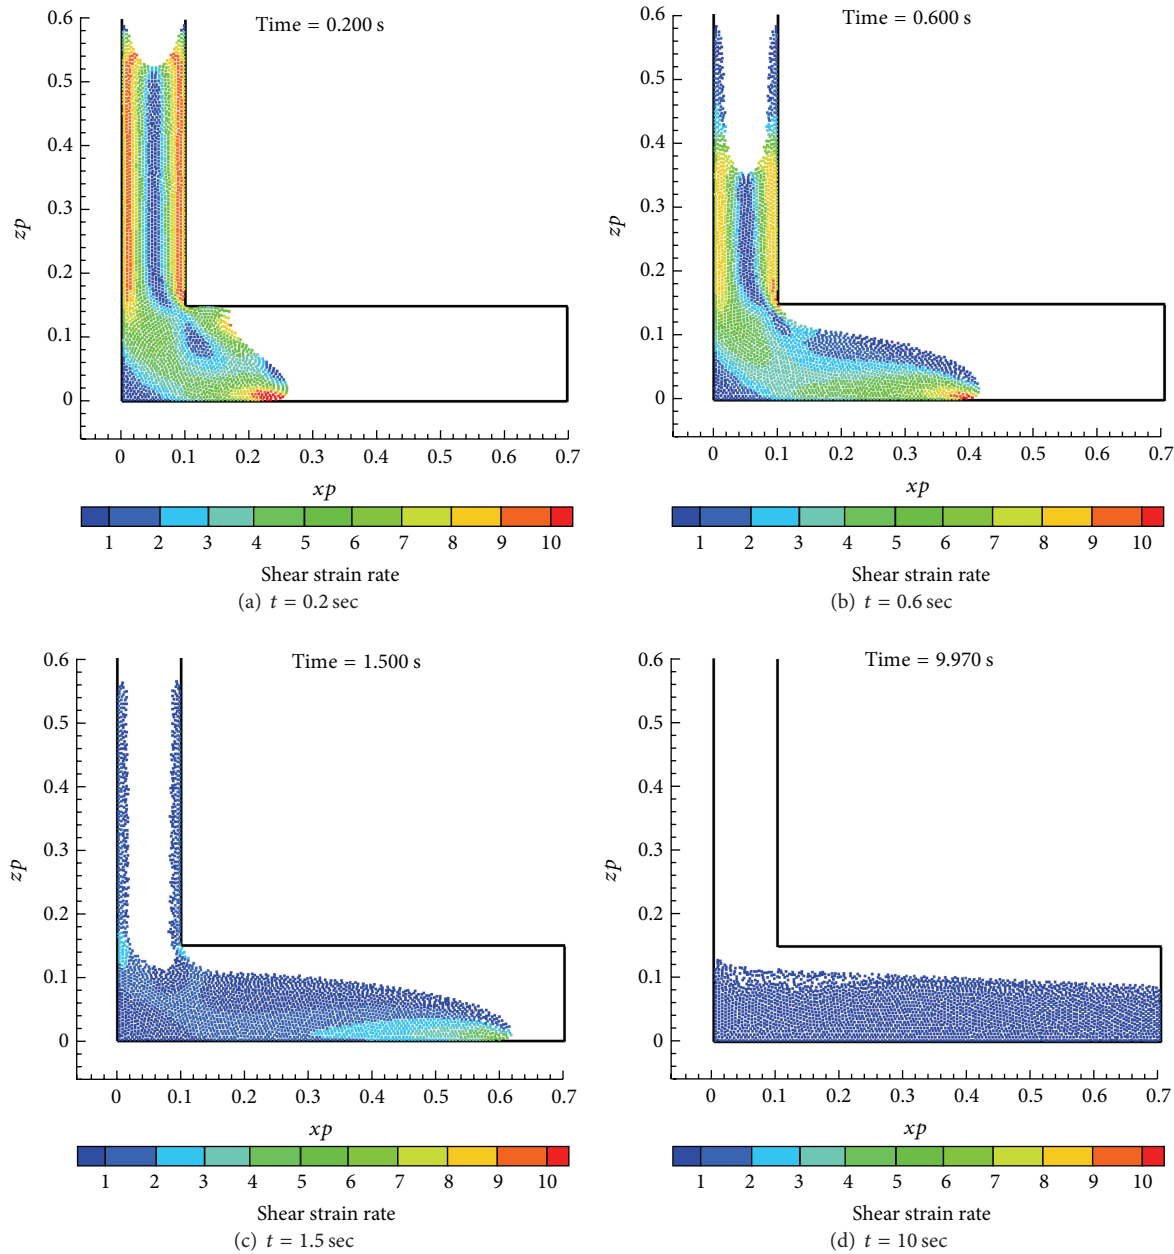 Time = 0.200 s
0.6
0.5
0.4
0.3
0.2
0.1
0
zp
0 0.1 0.2 0.3 0.4 0.5 0.6 0.7
xp
1 2 3 4 5 6 7 8 9 10
Shear strain rate
(a) t = 0.2 sec
Time = 0.600 s
0.6
0.5
0.4
0.3
0.2
0.1
0
zp
0 0.1 0.2 0.3 0.4 0.5 0.6 0.7
xp
1 2 3 4 5 6 7 8 9 10
Shear strain rate
(b) t = 0.6 sec
Time = 1.500 s
0.6
0.5
0.4
0.3
0.2
0.1
0
zp
0 0.1 0.2 0.3 0.4 0.5 0.6 0.7
xp
1 2 3 4 5 6 7 8 9 10
Shear strain rate
(c) t = 1.5 sec
Time = 9.970 s
0.6
0.5
0.4
0.3
0.2
0.1
0
zp
0 0.1 0.2 0.3 0.4 0.5 0.6 0.7
xp
1 2 3 4 5 6 7 8 9 10
Shear strain rate
(d) t = 10 sec